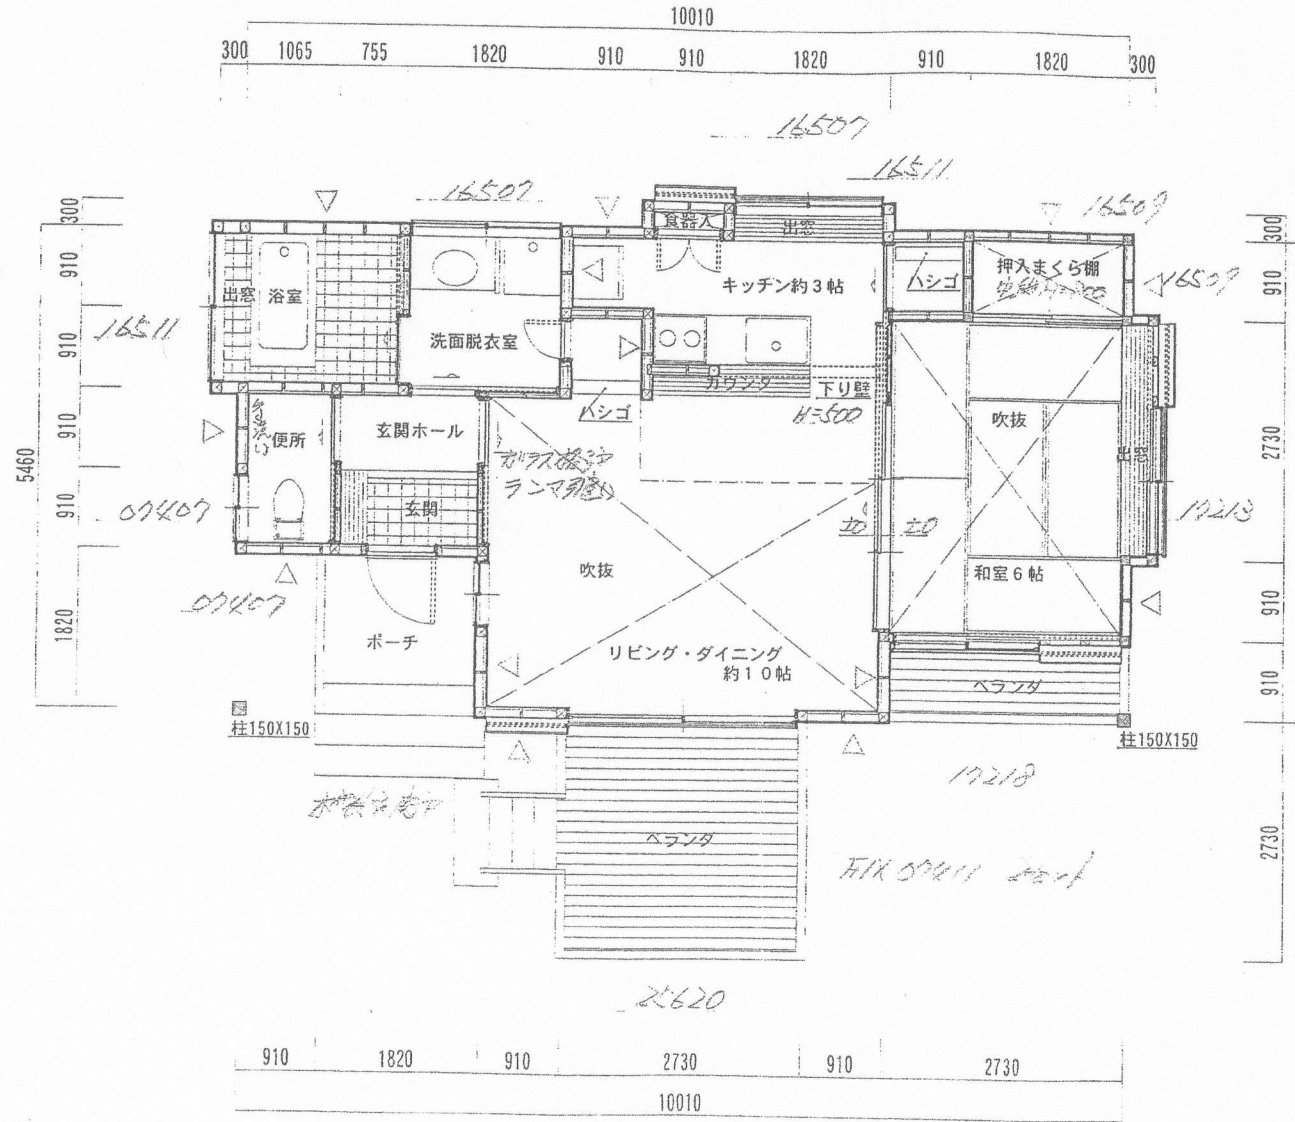 10010
300 1065 755 1820 910 910 1820 910 1820 300
16507
16511
16507
16509
300
910
910
910
910
1820
5460
300
910
2730
910
910
2730
食器入
出窓
キッチン約3帖
ハシゴ
押入まくら棚
16509
出窓
浴室
16511
洗面脱衣室
カウンタ
下り壁
H=500
ハシゴ
便所
玄関ホール
ランマ
吹抜
出窓
玄関
07407
17213
07407
吹抜
和室6帖
ポーチ
リビング・ダイニング
約10帖
ベランダ
柱150X150
柱150X150
17218
ベランダ
FIX 07411
25620
910 1820 910 2730 910 2730
10010